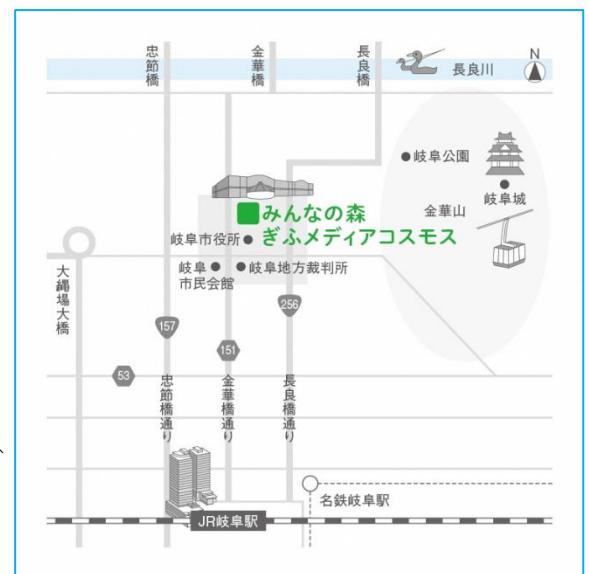 忠節橋
金華橋
長良橋
長良川
N
岐阜公園
岐阜城
金華山
みんなの森
ぎふメディアコスモス
岐阜市役所
岐阜
市民会館
岐阜地方裁判所
大縄場大橋
157
256
151
53
忠節橋通り
金華橋通り
長良橋通り
名鉄岐阜駅
JR岐阜駅